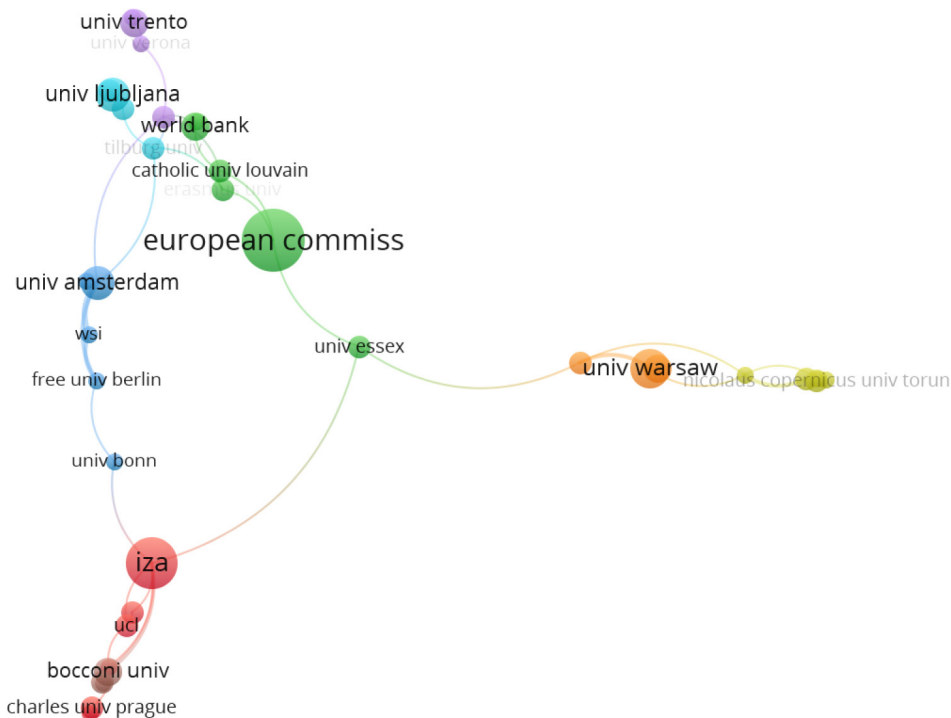 univ trento
univ verona
univ ljubljana
world bank
tilburg univ
catholic univ louvain
erasmus univ
european commiss
univ amsterdam
wsi
univ essex
univ warsaw
free univ berlin
nicolaus copernicus univ torun
univ bonn
iza
ucl
bocconi univ
charles univ prague